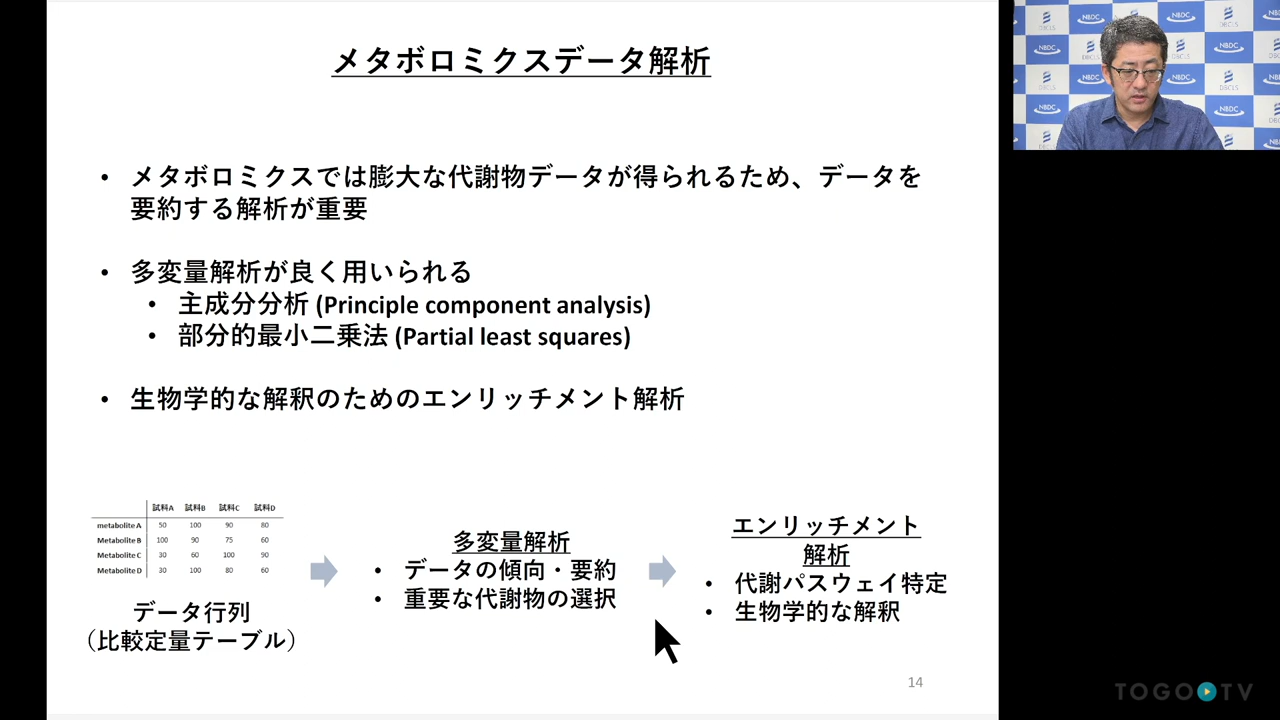 メタボロミクスデータ解析
• メタボロミクスでは膨大な代謝物データが得られるため、データを
要約する解析が重要
• 多変量解析が良く用いられる
• 主成分分析 (Principle component analysis)
• 部分的最小二乗法 (Partial least squares)
• 生物学的な解釈のためのエンリッチメント解析
試料A 試料B 試料C 試料D
metabolite A 50 100 90 80
Metabolite B 100 90 75 60
Metabolite C 30 60 100 90
Metabolite D 30 100 80 60
データ行列
（比較定量テーブル）
多変量解析
• データの傾向・要約
• 重要な代謝物の選択
エンリッチメント
解析
• 代謝パスウェイ特定
• 生物学的な解釈
14
NBDC
DBCLS
TOGO TV